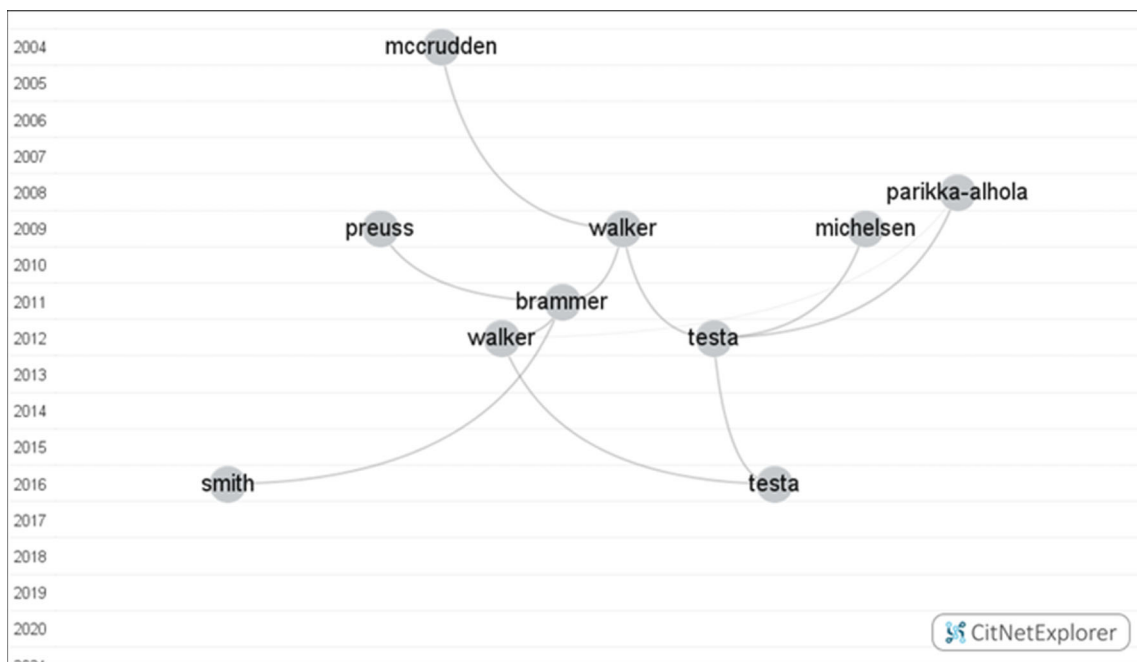 2004 mccrudden
2005
2006
2007
2008 parikka-alhola
2009 preuss walker michelsen
2010
2011 brammer
2012 walker testa
2013
2014
2015
2016 smith testa
2017
2018
2019
2020
CitNetExplorer